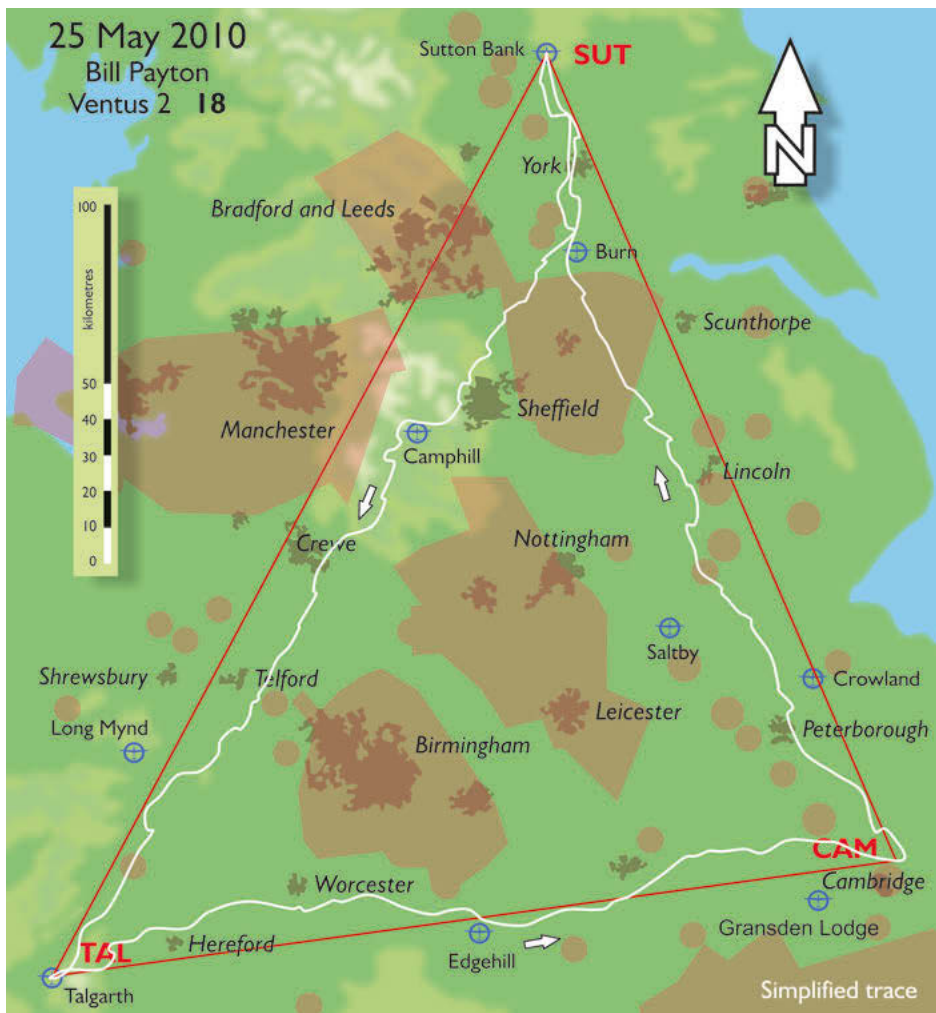 25 May 2010
Bill Payton
Ventus 2 18
Sutton Bank
SUT
N
York
Bradford and Leeds
Burn
100
kilometres
50
40
30
20
10
0
Scunthorpe
Sheffield
Manchester
Camphill
Lincoln
Crewe
Nottingham
Saltby
Shrewsbury
Telford
Crowland
Long Mynd
Leicester
Peterborough
Birmingham
CAM
Cambridge
Worcester
Gransden Lodge
TAL
Hereford
Edgehill
Talgarth
Simplified trace